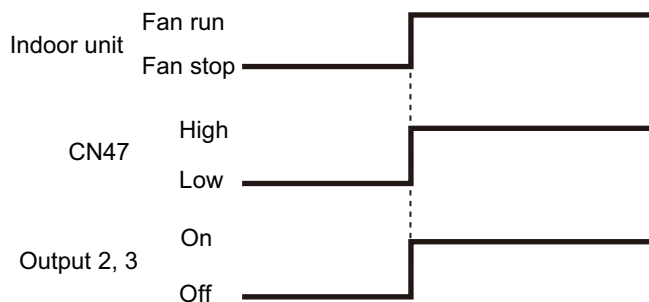 Indoor unit
Fan run
Fan stop
CN47
High
Low
Output 2, 3
On
Off